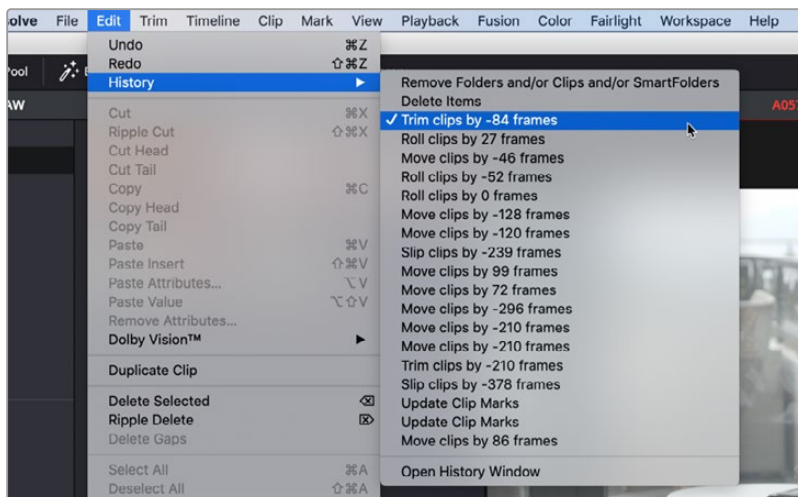 olve File Edit Trim Timeline Clip Mark View Playback Fusion Color Fairlight Workspace Help
Undo ⌘Z
Redo ⇧⌘Z
History ▶
Cut ⌘X
Ripple Cut ⇧⌘X
Cut Head
Cut Tail
Copy ⌘C
Copy Head
Copy Tail
Paste ⌘V
Paste Insert ⇧⌘V
Paste Attributes... ⌥V
Paste Value ⌥⇧V
Remove Attributes...
Dolby Vision™ ▶
Duplicate Clip
Delete Selected ⌫
Ripple Delete ⌦
Delete Gaps
Select All ⌘A
Deselect All ⇧⌘A
Remove Folders and/or Clips and/or SmartFolders
Delete Items
✓ Trim clips by -84 frames
Roll clips by 27 frames
Move clips by -46 frames
Roll clips by -52 frames
Roll clips by 0 frames
Move clips by -128 frames
Move clips by -120 frames
Slip clips by -239 frames
Move clips by 99 frames
Move clips by 72 frames
Move clips by -296 frames
Move clips by -210 frames
Move clips by -210 frames
Trim clips by -210 frames
Slip clips by -378 frames
Update Clip Marks
Update Clip Marks
Move clips by 86 frames
Open History Window
Pool
AW
A057